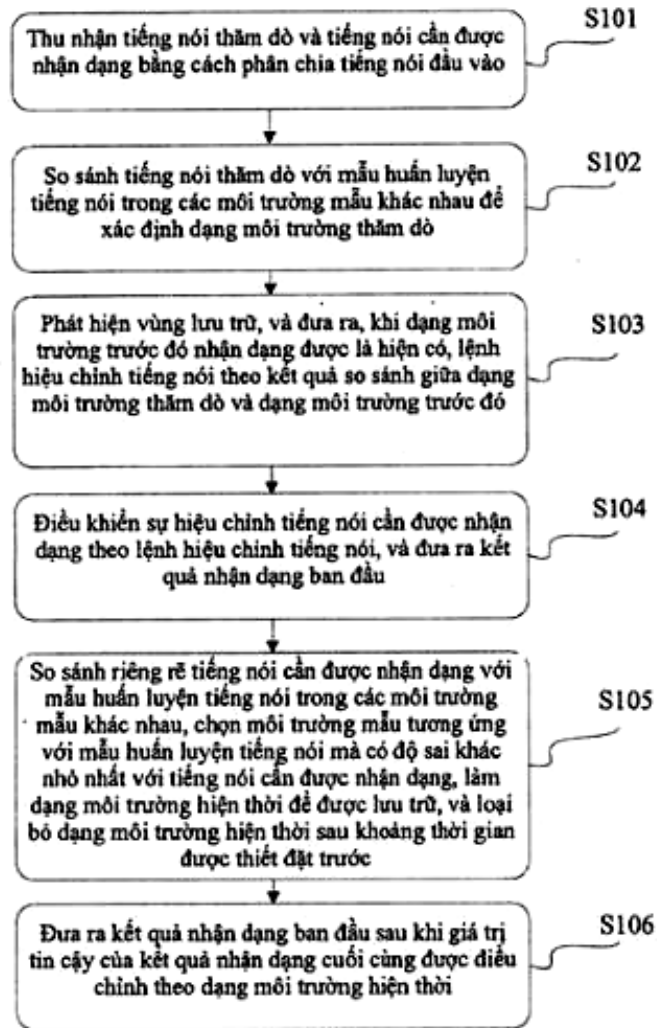 S101
Thu nhận tiếng nói thăm dò và tiếng nói cần được
nhận dạng bằng cách phân chia tiếng nói đầu vào
S102
So sánh tiếng nói thăm dò với mẫu huấn luyện
tiếng nói trong các môi trường mẫu khác nhau để
xác định dạng môi trường thăm dò
S103
Phát hiện vùng lưu trữ, và đưa ra, khi dạng môi
trường trước đó nhận dạng được là hiện có, lệnh
hiệu chỉnh tiếng nói theo kết quả so sánh giữa dạng
môi trường thăm dò và dạng môi trường trước đó
S104
Điều khiển sự hiệu chỉnh tiếng nói cần được nhận
dạng theo lệnh hiệu chỉnh tiếng nói, và đưa ra kết
quả nhận dạng ban đầu
S105
So sánh riêng rẽ tiếng nói cần được nhận dạng với
mẫu huấn luyện tiếng nói trong các môi trường
mẫu khác nhau, chọn môi trường mẫu tương ứng
với mẫu huấn luyện tiếng nói mà có độ sai khác
nhỏ nhất với tiếng nói cần được nhận dạng, làm
dạng môi trường hiện thời để được lưu trữ, và loại
bỏ dạng môi trường hiện thời sau khoảng thời gian
được thiết đặt trước
S106
Đưa ra kết quả nhận dạng ban đầu sau khi giá trị
tin cậy của kết quả nhận dạng cuối cùng được điều
chỉnh theo dạng môi trường hiện thời